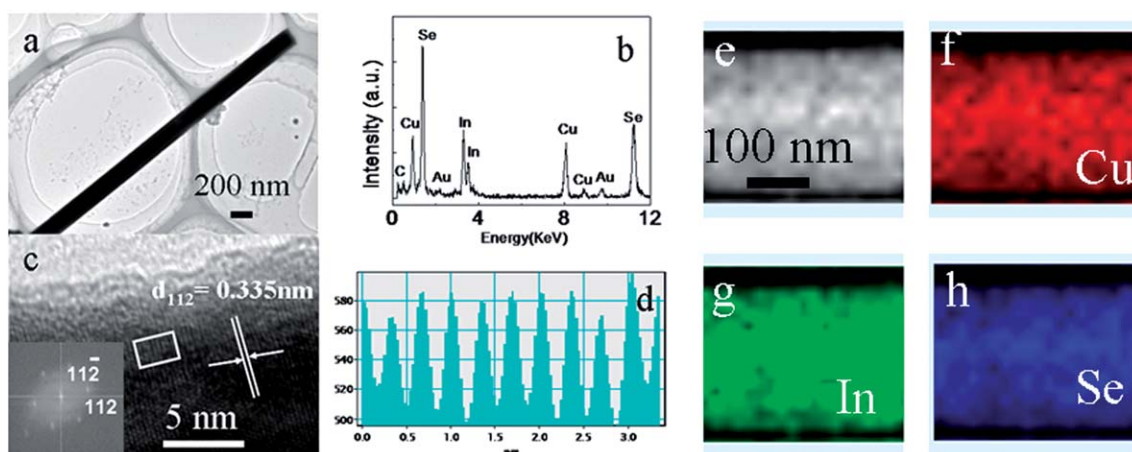 a
200 nm
b
Intensity (a.u.)
C
Cu
Se
Au
In
In
Cu
Cu
Au
Se
0 4 8 12
Energy(KeV)
c
d112= 0.335nm
112̄
112
5 nm
d
580
560
540
520
500
0.0 0.5 1.0 1.5 2.0 2.5 3.0
e
100 nm
f
Cu
g
In
h
Se